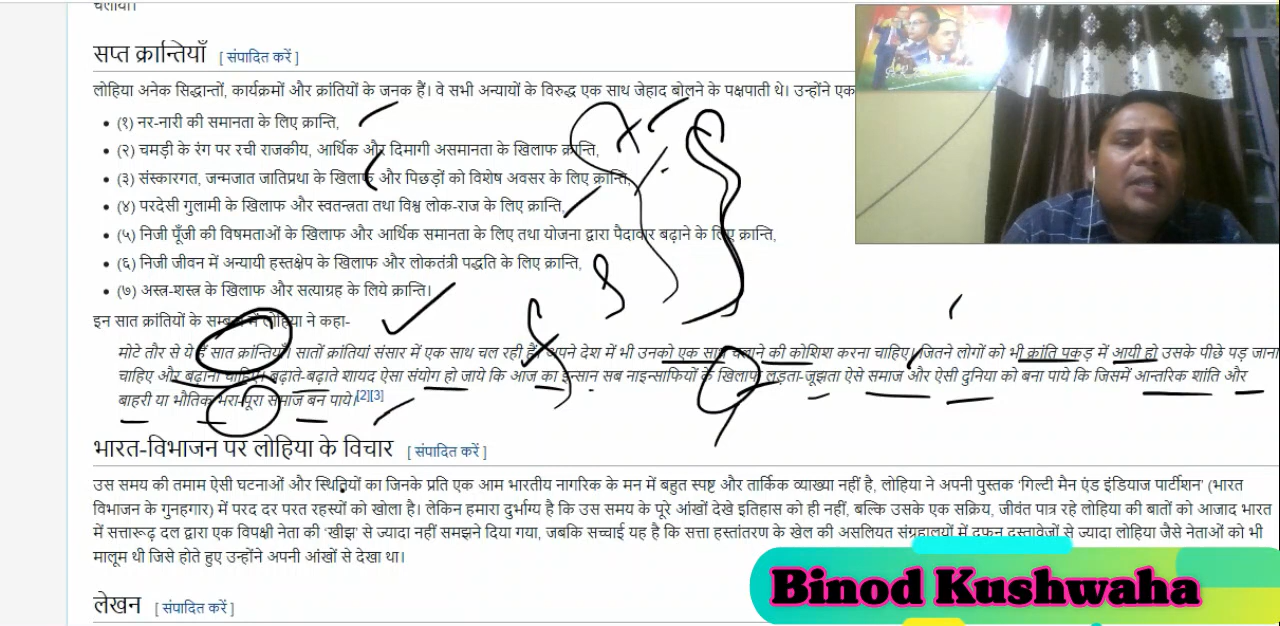 चलाया।
सप्त क्रान्तियाँ [ संपादित करें ]
लोहिया अनेक सिद्धान्तों, कार्यक्रमों और क्रांतियों के जनक हैं। वे सभी अन्यायों के विरुद्ध एक साथ जेहाद बोलने के पक्षपाती थे। उन्होंने एक
(१) नर-नारी की समानता के लिए क्रान्ति,
(२) चमड़ी के रंग पर रची राजकीय, आर्थिक और दिमागी असमानता के खिलाफ क्रान्ति,
(३) संस्कारगत, जन्मजात जातिप्रथा के खिलाफ और पिछड़ों को विशेष अवसर के लिए क्रान्ति,
(४) परदेसी गुलामी के खिलाफ और स्वतन्त्रता तथा विश्व लोक-राज के लिए क्रान्ति,
(५) निजी पूँजी की विषमताओं के खिलाफ और आर्थिक समानता के लिए तथा योजना द्वारा पैदावार बढ़ाने के लिए क्रान्ति,
(६) निजी जीवन में अन्यायी हस्तक्षेप के खिलाफ और लोकतंत्री पद्धति के लिए क्रान्ति,
(७) अस्त्र-शस्त्र के खिलाफ और सत्याग्रह के लिये क्रान्ति।
इन सात क्रांतियों के सम्बन्ध में लोहिया ने कहा-
मोटे तौर से ये हैं सात क्रान्तियाँ। सातों क्रांतियां संसार में एक साथ चल रही हैं। अपने देश में भी उनको एक साथ चलाने की कोशिश करना चाहिए। जितने लोगों को भी क्रांति पकड़ में आयी हो उसके पीछे पड़ जाना
चाहिए और बढ़ाना चाहिए। बढ़ाते-बढ़ाते शायद ऐसा संयोग हो जाये कि आज का इन्सान सब नाइन्साफियों के खिलाफ लड़ता-जूझता ऐसे समाज और ऐसी दुनिया को बना पाये कि जिसमें आन्तरिक शांति और
बाहरी या भौतिक भरा-पूरा समाज बन पाये।[2][3]
भारत-विभाजन पर लोहिया के विचार [ संपादित करें ]
उस समय की तमाम ऐसी घटनाओं और स्थितियों का जिनके प्रति एक आम भारतीय नागरिक के मन में बहुत स्पष्ट और तार्किक व्याख्या नहीं है, लोहिया ने अपनी पुस्तक 'गिल्टी मैन एंड इंडियाज पार्टीशन' (भारत
विभाजन के गुनहगार) में परद दर परत रहस्यों को खोला है। लेकिन हमारा दुर्भाग्य है कि उस समय के पूरे आंखों देखे इतिहास को ही नहीं, बल्कि उसके एक सक्रिय, जीवंत पात्र रहे लोहिया की बातों को आजाद भारत
में सत्तारूढ़ दल द्वारा एक विपक्षी नेता की 'खीझ' से ज्यादा नहीं समझने दिया गया, जबकि सच्चाई यह है कि सत्ता हस्तांतरण के खेल की असलियत संग्रहालयों में दफन दस्तावेजों से ज्यादा लोहिया जैसे नेताओं को भी
मालूम थी जिसे होते हुए उन्होंने अपनी आंखों से देखा था।
Binod Kushwaha
लेखन [ संपादित करें ]